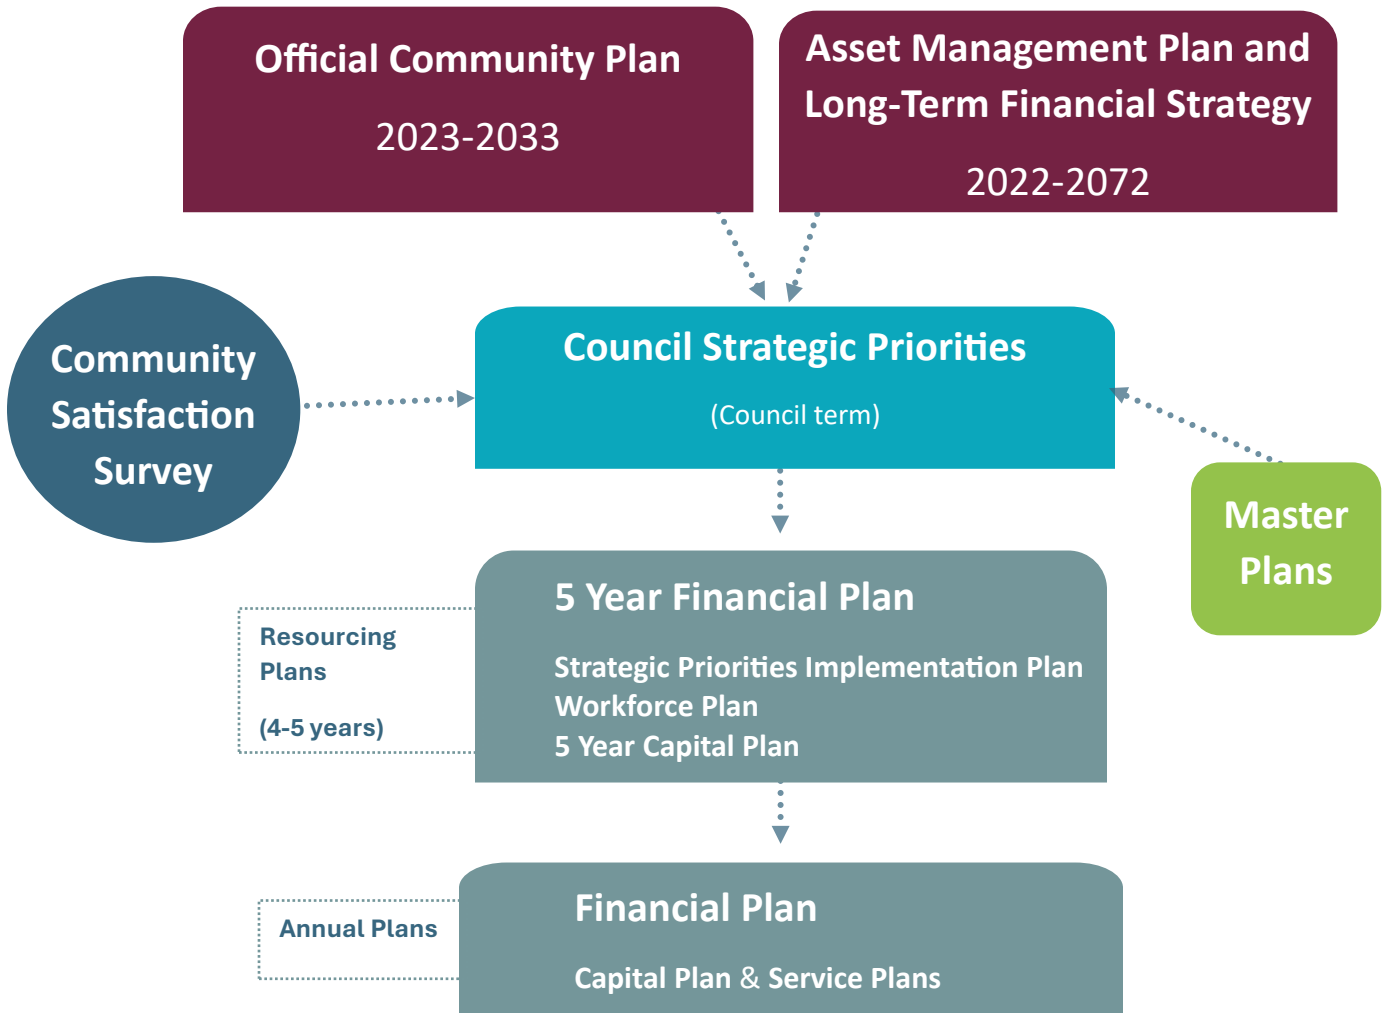 Official Community Plan
2023-2033
Asset Management Plan and
Long-Term Financial Strategy
2022-2072
Community
Satisfaction
Survey
Council Strategic Priorities
(Council term)
Master
Plans
Resourcing
Plans
(4-5 years)
5 Year Financial Plan
Strategic Priorities Implementation Plan
Workforce Plan
5 Year Capital Plan
Annual Plans
Financial Plan
Capital Plan & Service Plans